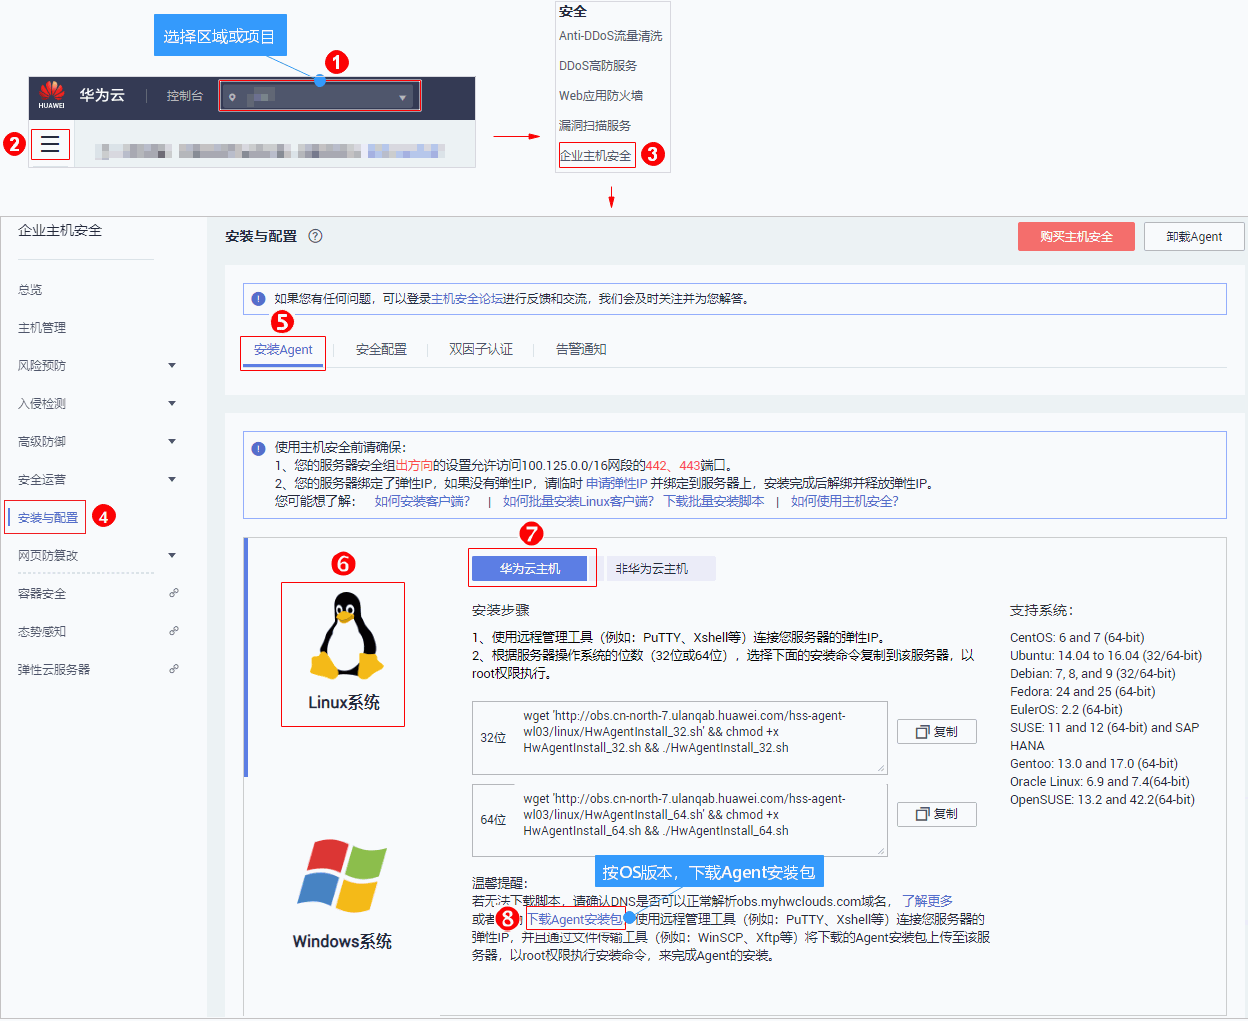 选择区域或项目
1
HUAWEI
华为云
控制台
2
安全
Anti-DDoS流量清洗
DDoS高防服务
Web应用防火墙
漏洞扫描服务
企业主机安全
3
企业主机安全
总览
主机管理
风险预防
入侵检测
高级防御
安全运营
安装与配置
4
网页防篡改
容器安全
态势感知
弹性云服务器
安装与配置 ?
购买主机安全
卸载Agent
如果您有任何问题，可以登录主机安全论坛进行反馈和交流，我们会及时关注并为您解答。
5
安装Agent
安全配置
双因子认证
告警通知
使用主机安全前请确保：
1、您的服务器安全组出方向的设置允许访问100.125.0.0/16网段的442、443端口。
2、您的服务器绑定了弹性IP，如果没有弹性IP，请临时 申请弹性IP 并绑定到服务器上，安装完成后解绑并释放弹性IP。
您可能想了解： 如何安装客户端？ | 如何批量安装Linux客户端？ 下载批量安装脚本 | 如何使用主机安全？
6
Linux系统
Windows系统
7
华为云主机
非华为云主机
安装步骤
1、使用远程管理工具（例如：PuTTY、Xshell等）连接您服务器的弹性IP。
2、根据服务器操作系统的位数（32位或64位），选择下面的安装命令复制到该服务器，以
root权限执行。
32位
wget 'http://obs.cn-north-7.ulanqab.huawei.com/hss-agent-
wl03/linux/HwAgentInstall_32.sh' && chmod +x
HwAgentInstall_32.sh && ./HwAgentInstall_32.sh
复制
64位
wget 'http://obs.cn-north-7.ulanqab.huawei.com/hss-agent-
wl03/linux/HwAgentInstall_64.sh' && chmod +x
HwAgentInstall_64.sh && ./HwAgentInstall_64.sh
复制
按OS版本，下载Agent安装包
温馨提醒：
若无法下载脚本，请确认DNS是否可以正常解析obs.myhwclouds.com域名， 了解更多
或者
8
下载Agent安装包
使用远程管理工具（例如：PuTTY、Xshell等）连接您服务器的
弹性IP，并且通过文件传输工具（例如：WinSCP、Xftp等）将下载的Agent安装包上传至该服
务器，以root权限执行安装命令，来完成Agent的安装。
支持系统：
CentOS: 6 and 7 (64-bit)
Ubuntu: 14.04 to 16.04 (32/64-bit)
Debian: 7, 8, and 9 (32/64-bit)
Fedora: 24 and 25 (64-bit)
EulerOS: 2.2 (64-bit)
SUSE: 11 and 12 (64-bit) and SAP
HANA
Gentoo: 13.0 and 17.0 (64-bit)
Oracle Linux: 6.9 and 7.4(64-bit)
OpenSUSE: 13.2 and 42.2(64-bit)